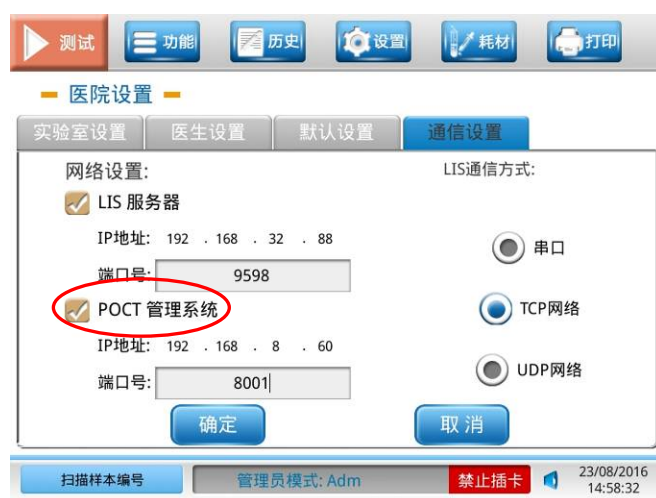 测试 功能 历史 设置 耗材 打印
医院设置
实验室设置 医生设置 默认设置 通信设置
网络设置: LIS通信方式:
LIS 服务器
IP地址: 192 . 168 . 32 . 88
串口
端口号: 9598
POCT 管理系统
TCP网络
IP地址: 192 . 168 . 8 . 60
UDP网络
端口号: 8001
确定 取消
扫描样本编号 管理员模式: Adm 禁止插卡 23/08/2016
14:58:32